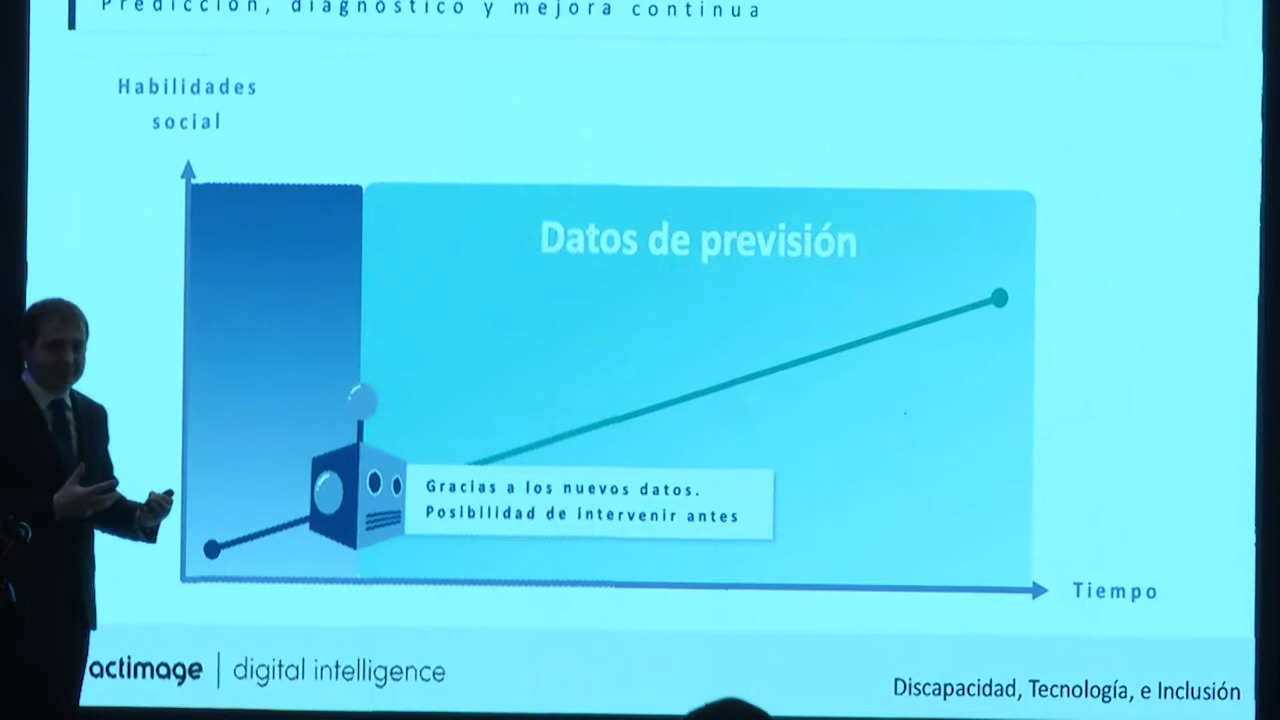 Predicción, diagnóstico y mejora continua
Habilidades
social
Datos de previsión
Gracias a los nuevos datos.
Posibilidad de intervenir antes
Tiempo
actimage | digital intelligence
Discapacidad, Tecnología, e Inclusión